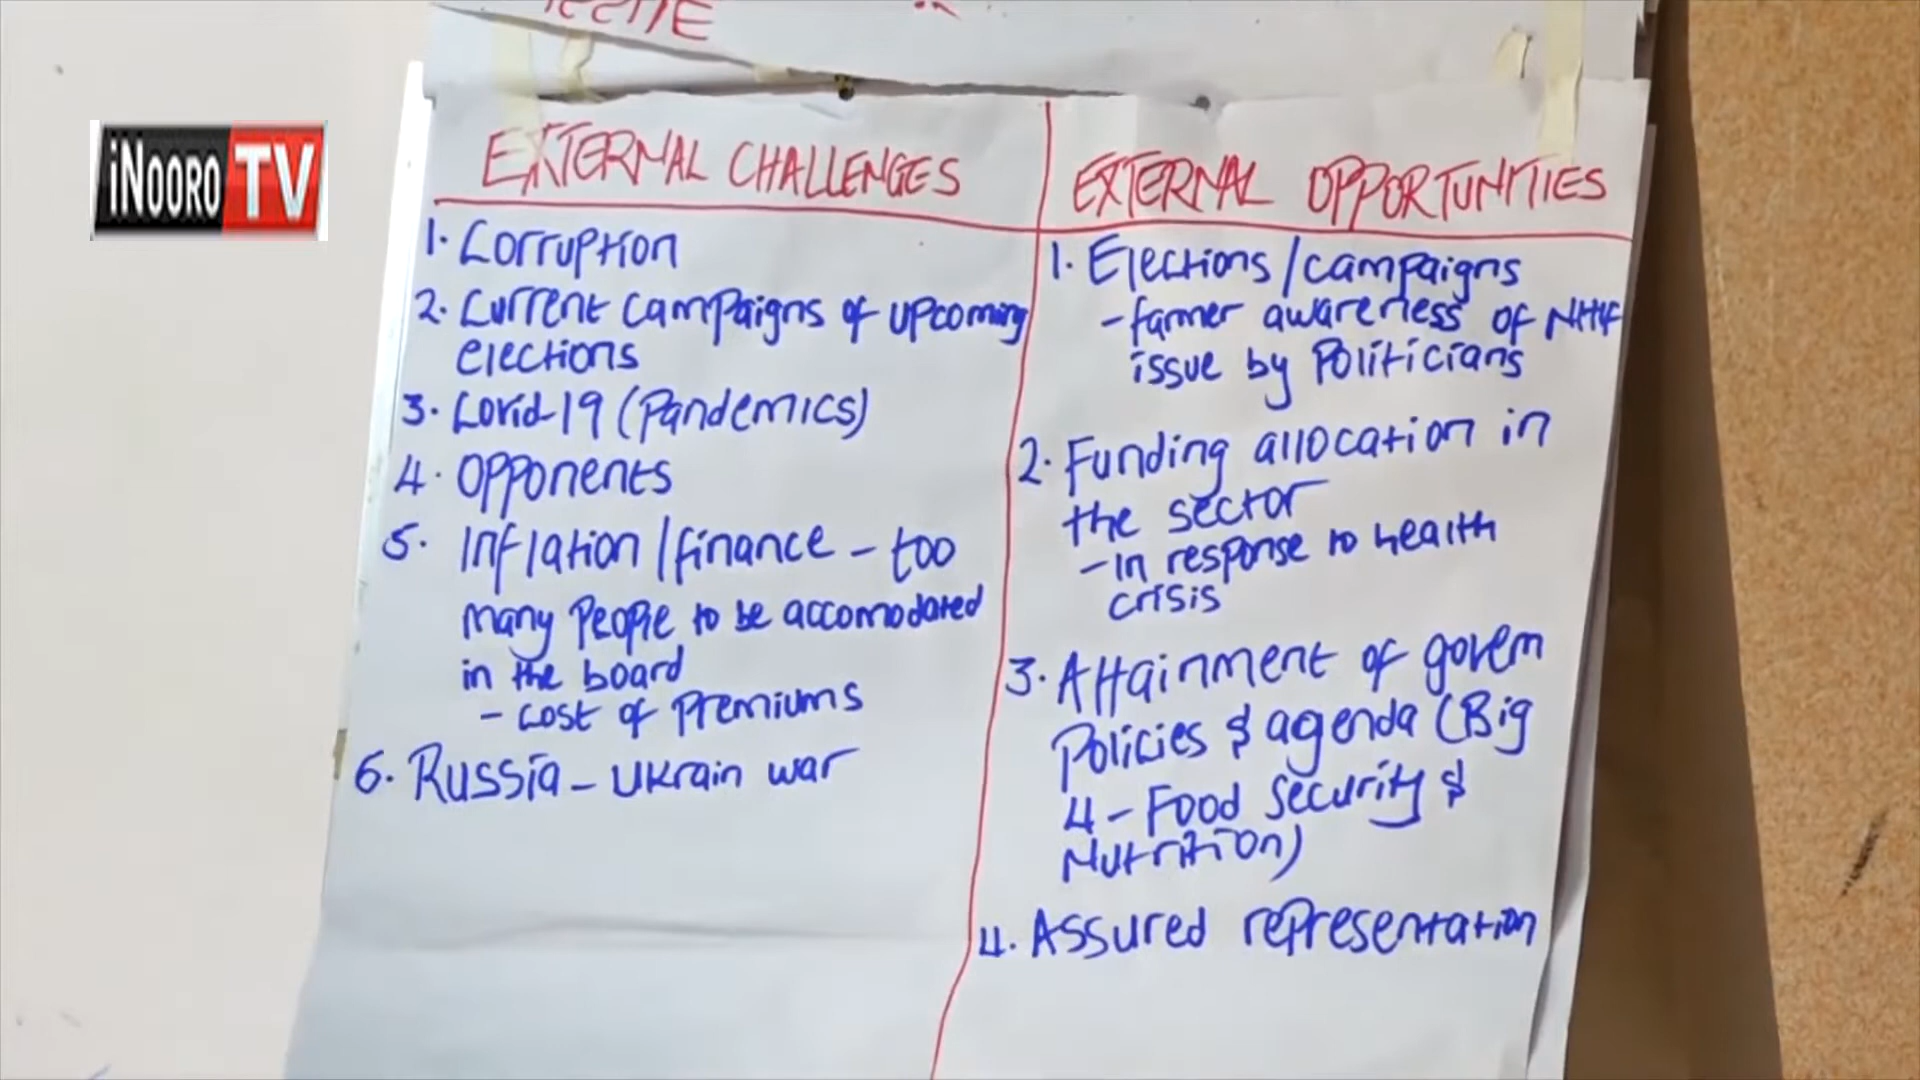 iNOORO TV
EXTERNAL CHALLENGES
1. Corruption
2. Current campaigns of upcoming
elections
3. Covid-19 (Pandemics)
4. Opponents
5. Inflation/finance - too
many people to be accomodated
in the board
- cost of premiums
6. Russia - Ukrain war
EXTERNAL OPPORTUNITIES
1. Elections/campaigns
- farmer awareness of NHIF
issue by Politicians
2. Funding allocation in
the sector
- In response to health
crisis
3. Attainment of govern
Policies & agenda (Big
4 - Food security &
Nutrition)
4. Assured representation